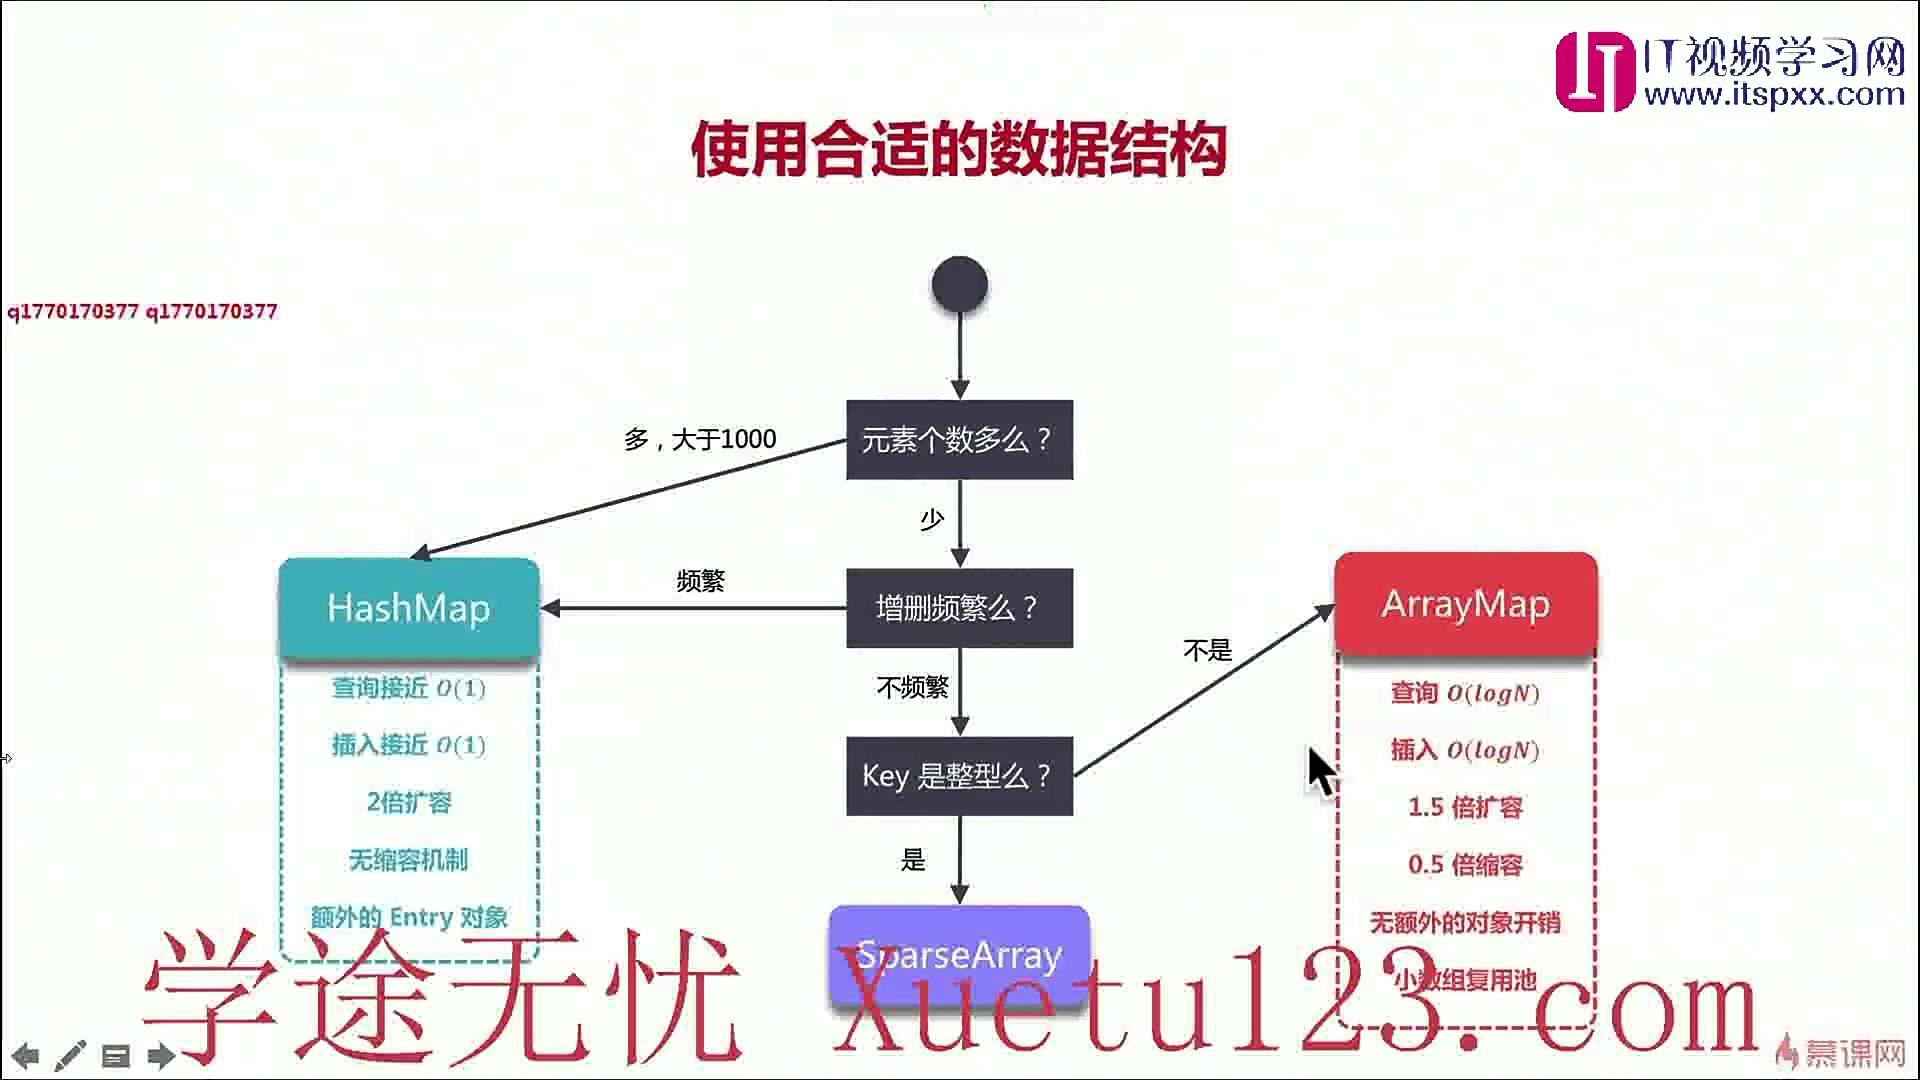 IT视频学习网
www.itspxx.com
使用合适的数据结构
q1770170377 q1770170377
元素个数多么？
多，大于1000
少
HashMap
频繁
增删频繁么？
不频繁
Key 是整型么？
不是
ArrayMap
是
SparseArray
查询接近 O(1)
插入接近 O(1)
2倍扩容
无缩容机制
额外的 Entry 对象
查询 O(logN)
插入 O(logN)
1.5 倍扩容
0.5 倍缩容
无额外的对象开销
小数组复用池
学途无忧 Xuetu123.com
慕课网